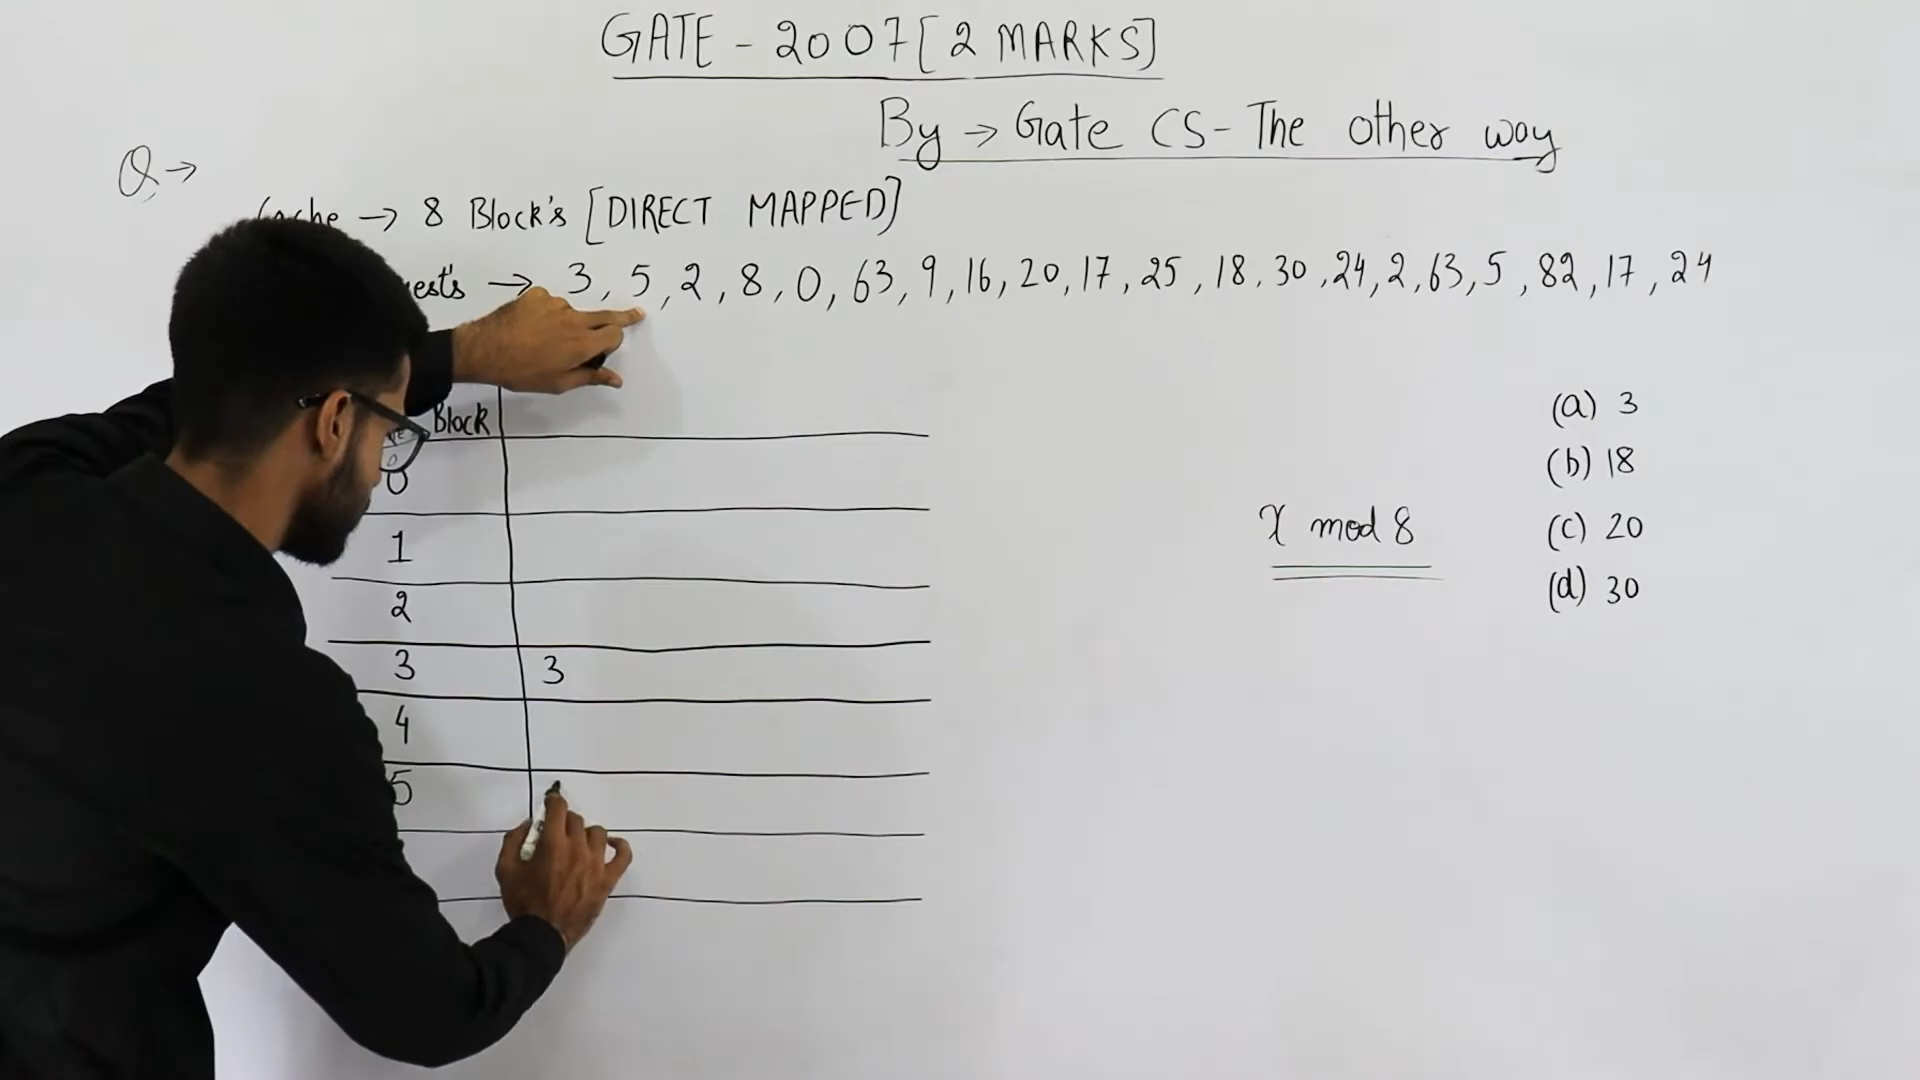 GATE - 2007 [2 MARKS]
By → Gate CS - The other way
Q →
→ 8 Block's [DIRECT MAPPED]
→ 3, 5, 2, 8, 0, 63, 9, 16, 20, 17, 25, 18, 30, 24, 2, 63, 5, 82, 17, 24
Block
0
1
2
3 3
4
5
x mod 8
(a) 3
(b) 18
(c) 20
(d) 30